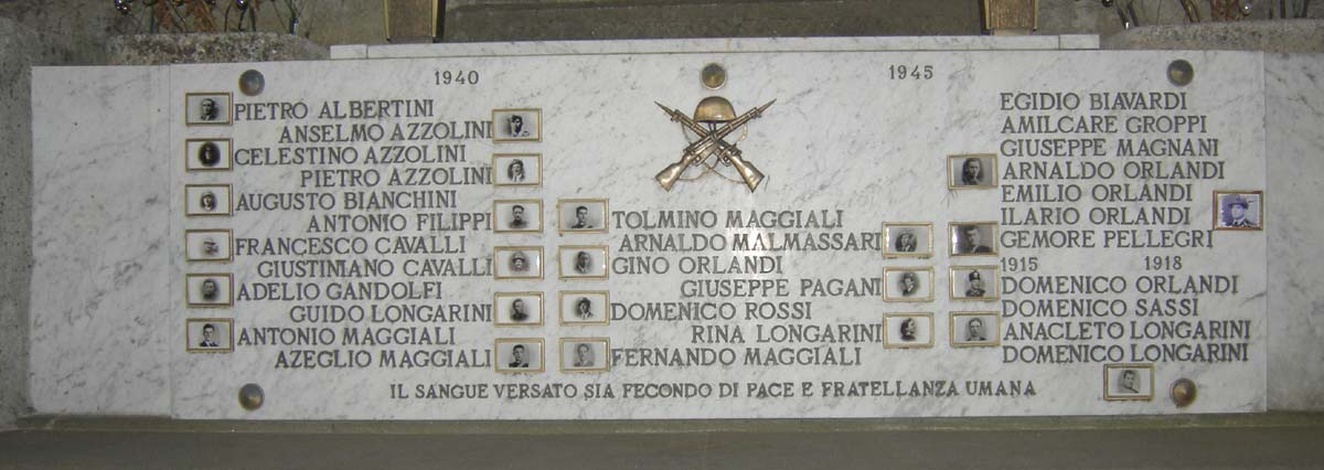 1940
1945
PIETRO ALBERTINI
ANSELMO AZZOLINI
CELESTINO AZZOLINI
PIETRO AZZOLINI
AUGUSTO BIANCHINI
ANTONIO FILIPPI
FRANCESCO CAVALLI
GIUSTINIANO CAVALLI
ADELIO GANDOLFI
GUIDO LONGARINI
ANTONIO MAGGIALI
AZEGLIO MAGGIALI
TOLMINO MAGGIALI
ARNALDO MALMASSARI
GINO ORLANDI
GIUSEPPE PAGANI
DOMENICO ROSSI
RINA LONGARINI
FERNANDO MAGGIALI
EGIDIO BIAVARDI
AMILCARE GROPPI
GIUSEPPE MAGNANI
ARNALDO ORLANDI
EMILIO ORLANDI
ILARIO ORLANDI
GEMORE PELLEGRI
1915 1918
DOMENICO ORLANDI
DOMENICO SASSI
ANACLETO LONGARINI
DOMENICO LONGARINI
IL SANGUE VERSATO SIA FECONDO DI PACE E FRATELLANZA UMANA